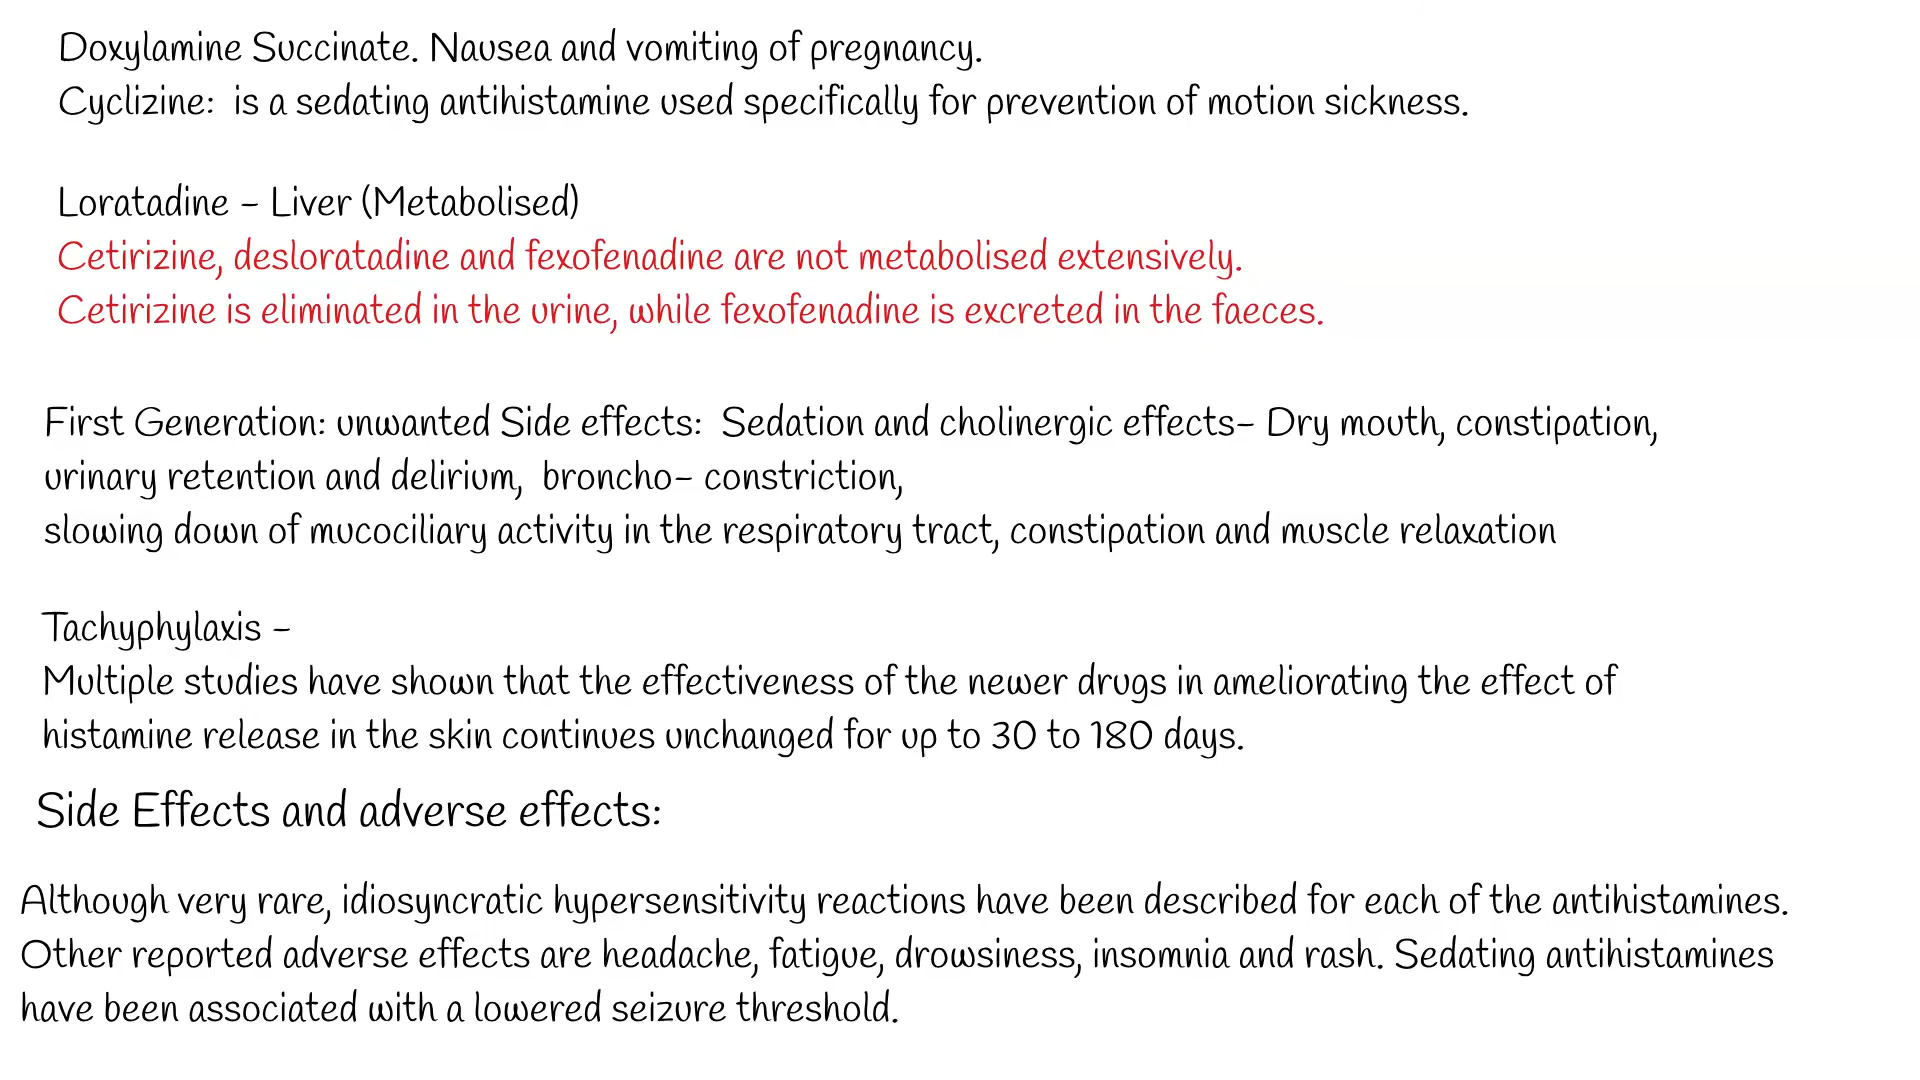 Doxylamine Succinate. Nausea and vomiting of pregnancy.
Cyclizine:  is a sedating antihistamine used specifically for prevention of motion sickness.
Loratadine - Liver (Metabolised)
Cetirizine, desloratadine and fexofenadine are not metabolised extensively.
Cetirizine is eliminated in the urine, while fexofenadine is excreted in the faeces.
First Generation: unwanted Side effects:  Sedation and cholinergic effects- Dry mouth, constipation,
urinary retention and delirium,  broncho- constriction,
slowing down of mucociliary activity in the respiratory tract, constipation and muscle relaxation
Tachyphylaxis -
Multiple studies have shown that the effectiveness of the newer drugs in ameliorating the effect of
histamine release in the skin continues unchanged for up to 30 to 180 days.
Side Effects and adverse effects:
Although very rare, idiosyncratic hypersensitivity reactions have been described for each of the antihistamines.
Other reported adverse effects are headache, fatigue, drowsiness, insomnia and rash. Sedating antihistamines
have been associated with a lowered seizure threshold.